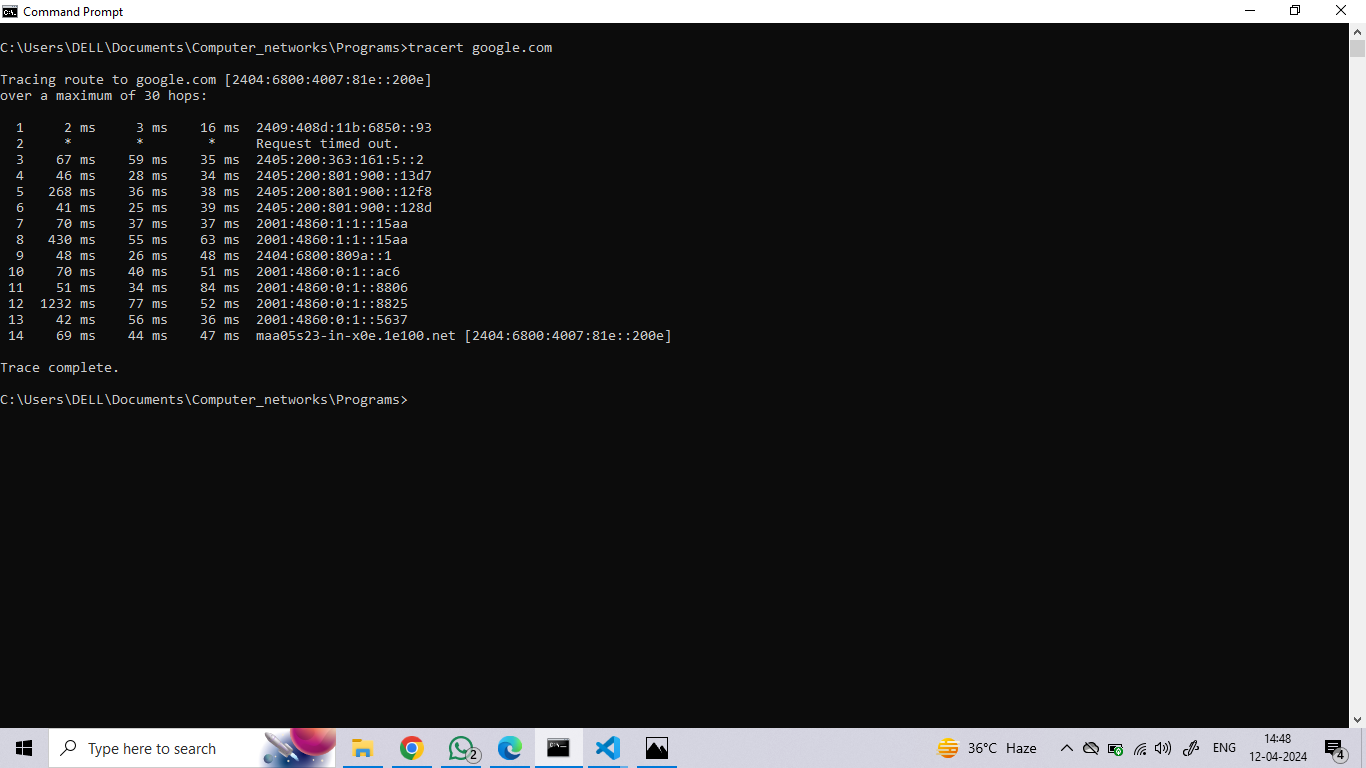 Command Prompt
C:\Users\DELL\Documents\Computer_networks\Programs>tracert google.com
Tracing route to google.com [2404:6800:4007:81e::200e]
over a maximum of 30 hops:
  1     2 ms     3 ms    16 ms  2409:408d:11b:6850::93
  2     *        *        *     Request timed out.
  3    67 ms    59 ms    35 ms  2405:200:363:161:5::2
  4    46 ms    28 ms    34 ms  2405:200:801:900::13d7
  5   268 ms    36 ms    38 ms  2405:200:801:900::12f8
  6    41 ms    25 ms    39 ms  2405:200:801:900::128d
  7    70 ms    37 ms    37 ms  2001:4860:1:1::15aa
  8   430 ms    55 ms    63 ms  2001:4860:1:1::15aa
  9    48 ms    26 ms    48 ms  2404:6800:809a::1
 10    70 ms    40 ms    51 ms  2001:4860:0:1::ac6
 11    51 ms    34 ms    84 ms  2001:4860:0:1::8806
 12  1232 ms    77 ms    52 ms  2001:4860:0:1::8825
 13    42 ms    56 ms    36 ms  2001:4860:0:1::5637
 14    69 ms    44 ms    47 ms  maa05s23-in-x0e.1e100.net [2404:6800:4007:81e::200e]
Trace complete.
C:\Users\DELL\Documents\Computer_networks\Programs>
Type here to search
2
36°C Haze
ENG
14:48
12-04-2024
4